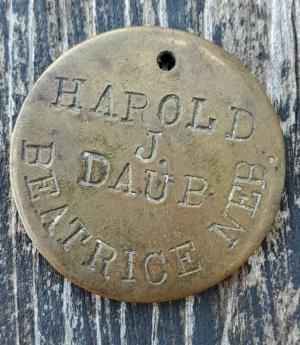 HAROLD
J.
DAUB
BEATRICE NEB.